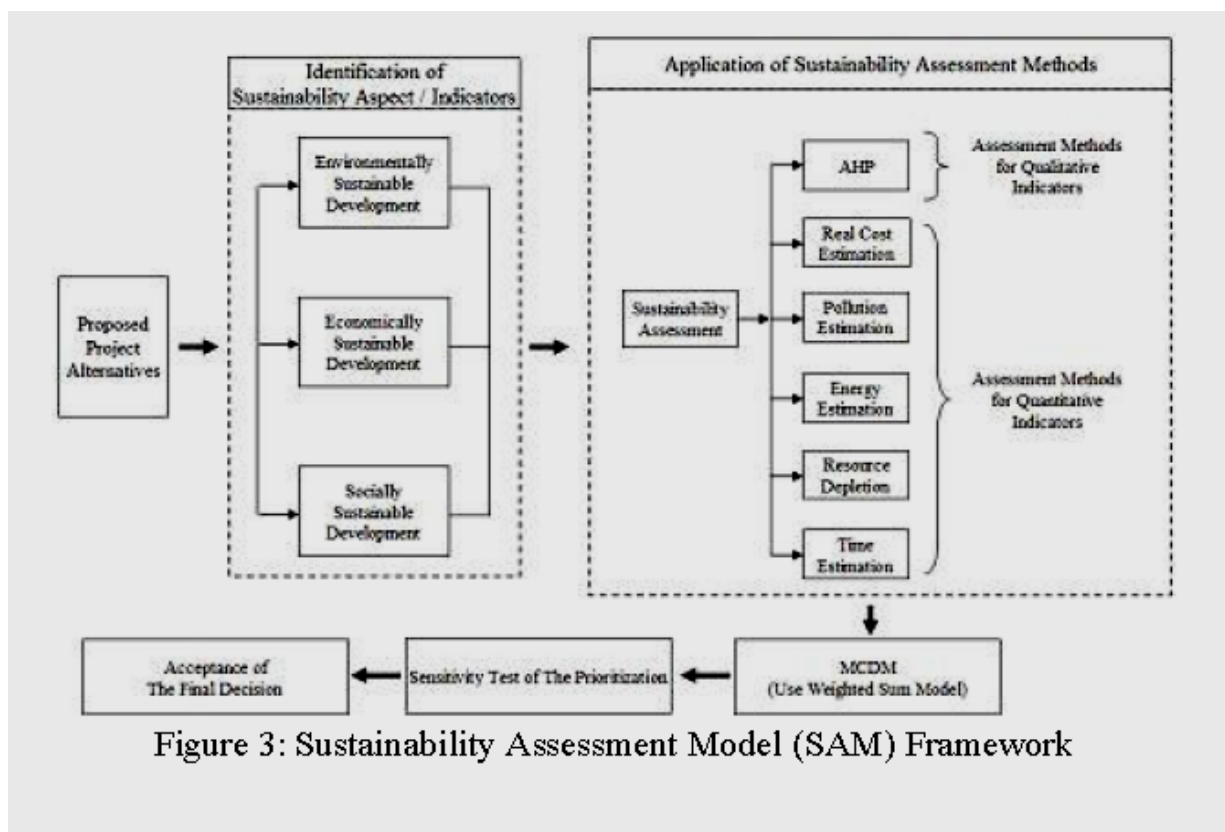 Identification of
Sustainability Aspect / Indicators
Application of Sustainability Assessment Methods
Proposed
Project
Alternatives
Environmentally
Sustainable
Development
Economically
Sustainable
Development
Socially
Sustainable
Development
Sustainability
Assessment
AHP
Real Cost
Estimation
Pollution
Estimation
Energy
Estimation
Resource
Depletion
Time
Estimation
Assessment Methods
for Qualitative
Indicators
Assessment Methods
for Quantitative
Indicators
MCDM
(Use Weighted Sum Model)
Sensitivity Test of The Prioritization
Acceptance of
The Final Decision
Figure 3: Sustainability Assessment Model (SAM) Framework